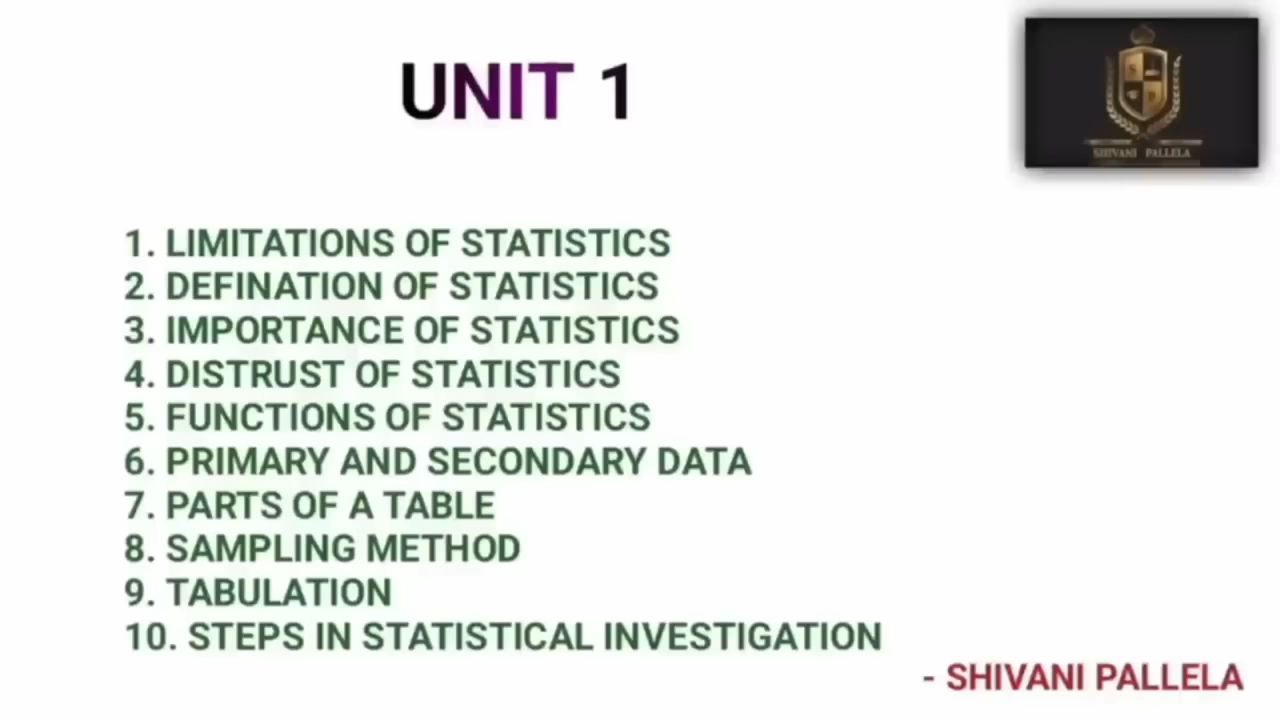 UNIT 1
SHIVANI PALLELA
1. LIMITATIONS OF STATISTICS
2. DEFINATION OF STATISTICS
3. IMPORTANCE OF STATISTICS
4. DISTRUST OF STATISTICS
5. FUNCTIONS OF STATISTICS
6. PRIMARY AND SECONDARY DATA
7. PARTS OF A TABLE
8. SAMPLING METHOD
9. TABULATION
10. STEPS IN STATISTICAL INVESTIGATION
- SHIVANI PALLELA